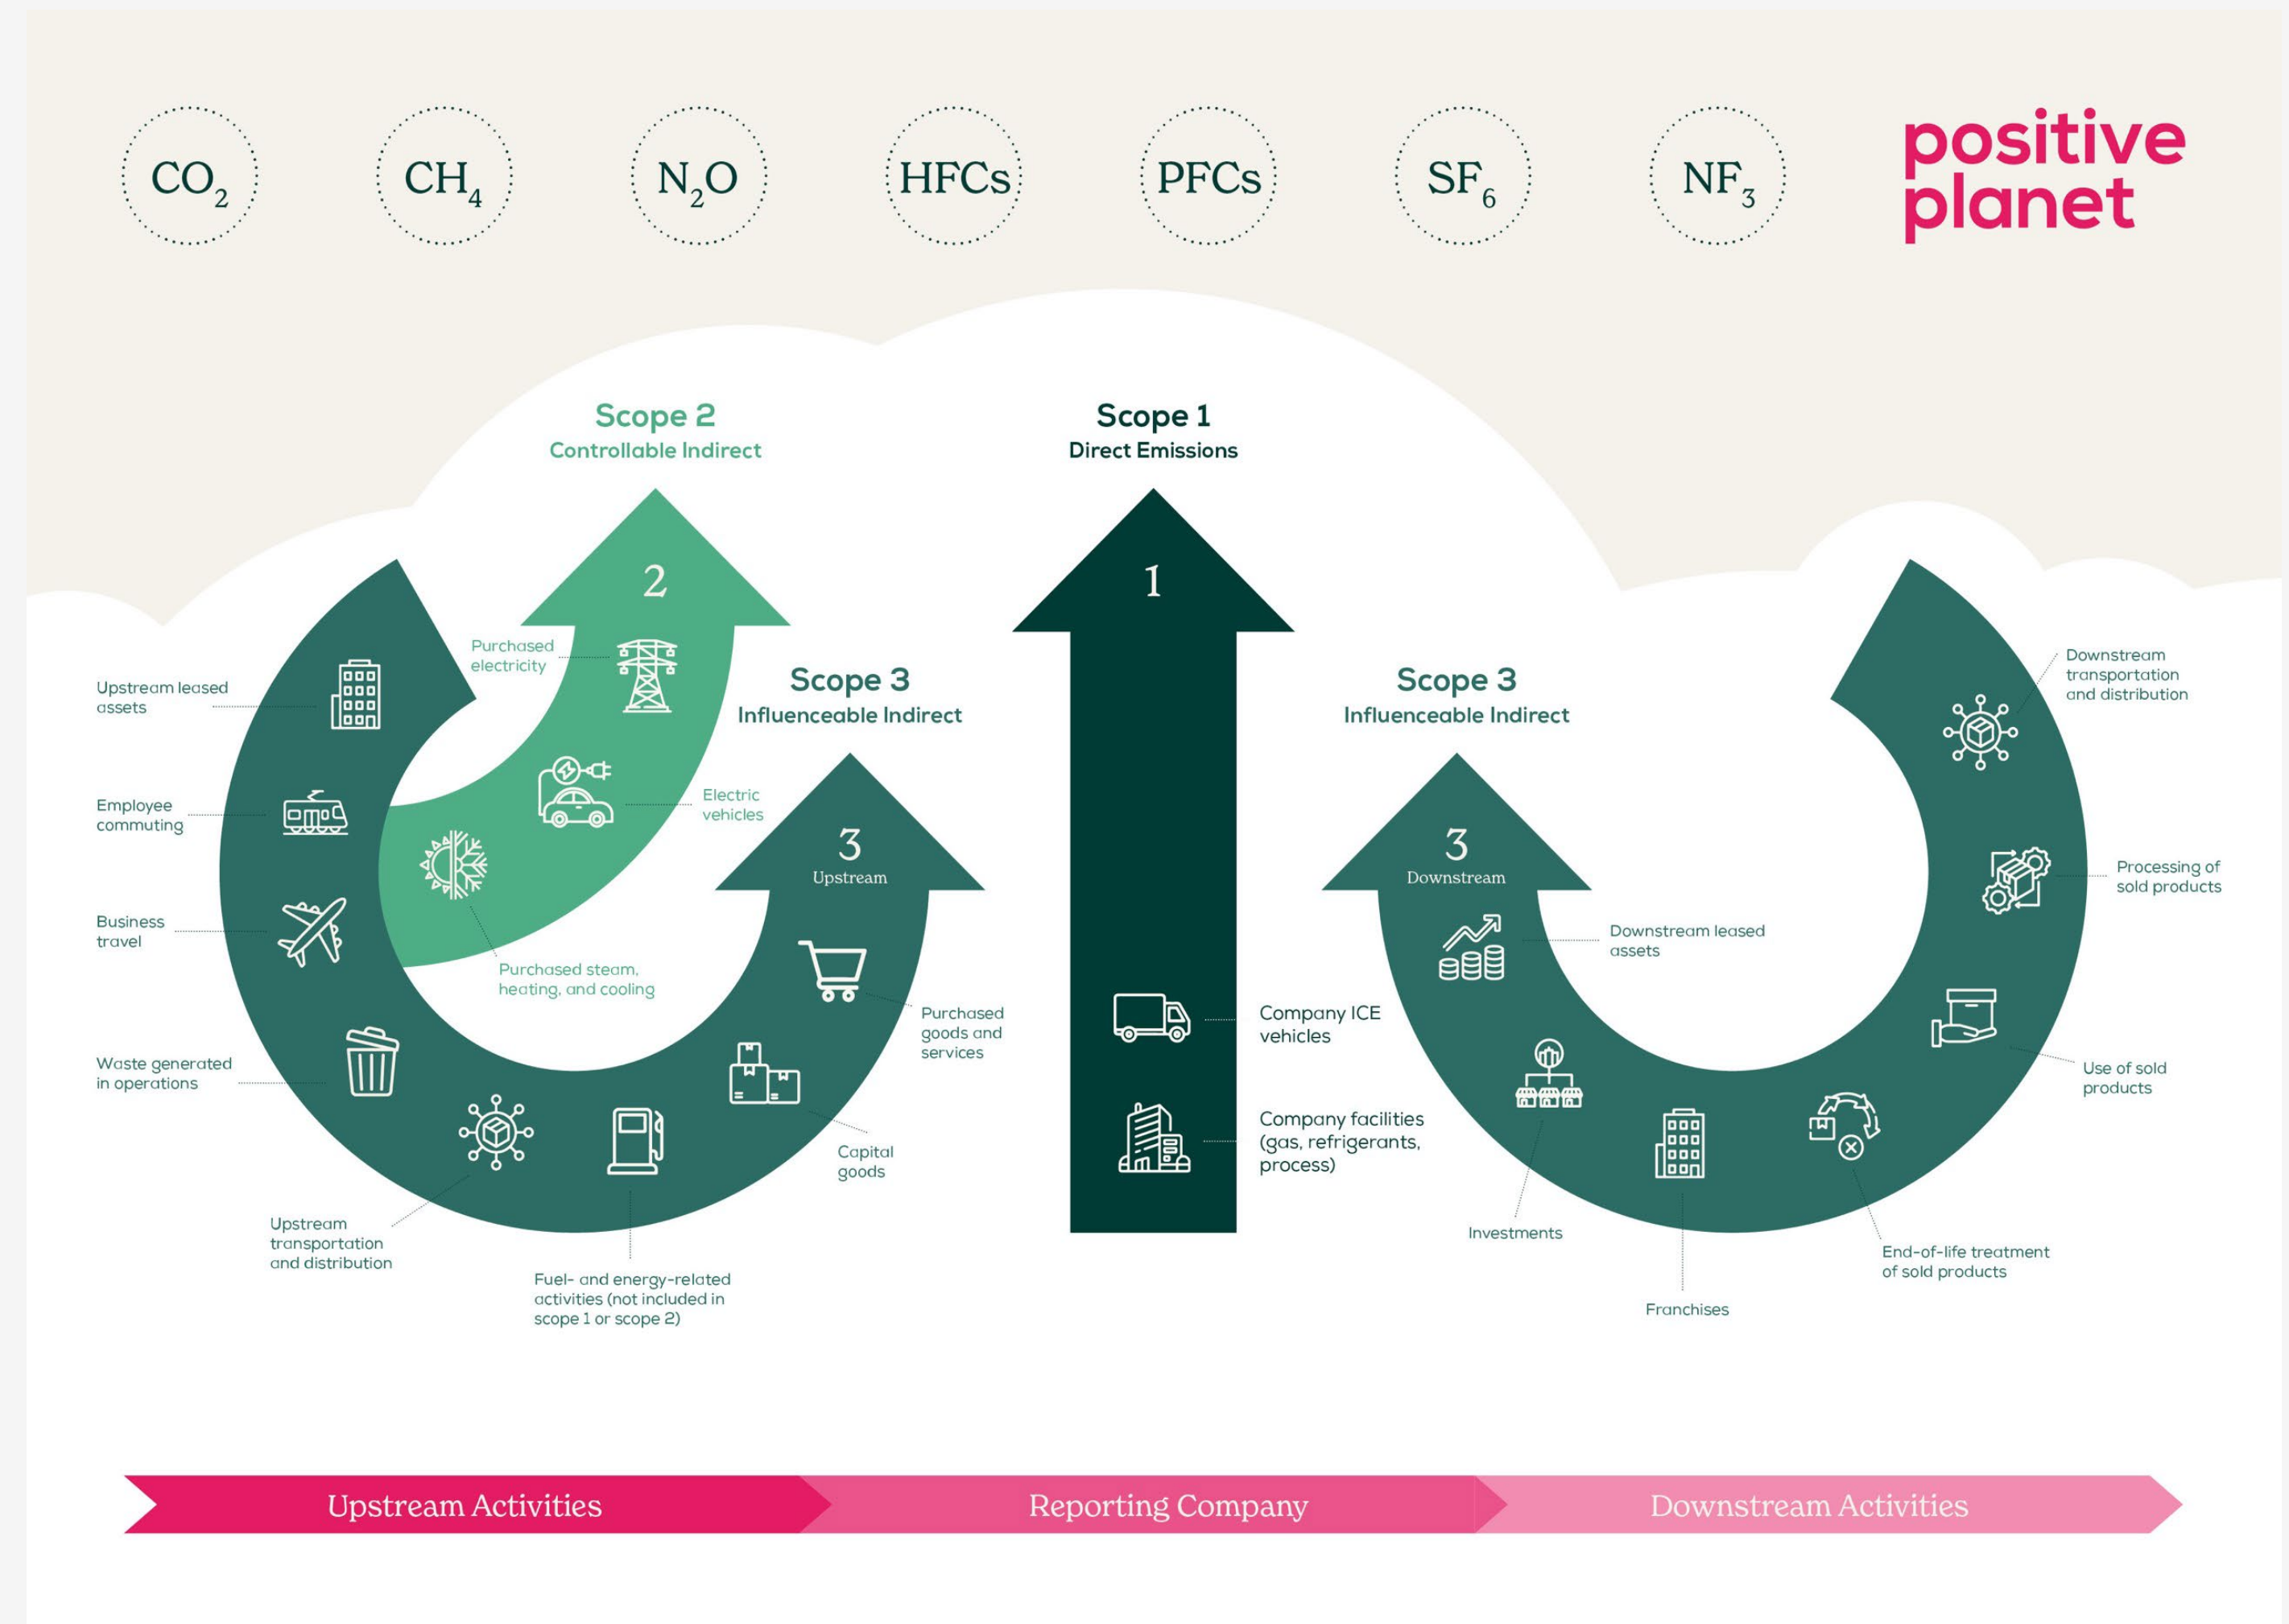 CO2
CH4
N2O
HFCs
PFCs
SF6
NF3
positive
planet
Scope 2
Controllable Indirect
Scope 1
Direct Emissions
2
1
Purchased
electricity
Scope 3
Influenceable Indirect
Scope 3
Influenceable Indirect
Downstream
transportation
and distribution
Upstream leased
assets
Electric
vehicles
Employee
commuting
3
Upstream
3
Downstream
Processing of
sold products
Business
travel
Downstream leased
assets
Purchased steam,
heating, and cooling
Purchased
goods and
services
Company ICE
vehicles
Waste generated
in operations
Use of sold
products
Company facilities
(gas, refrigerants,
process)
Capital
goods
Upstream
transportation
and distribution
Investments
End-of-life treatment
of sold products
Fuel- and energy-related
activities (not included in
scope 1 or scope 2)
Franchises
Upstream Activities
Reporting Company
Downstream Activities